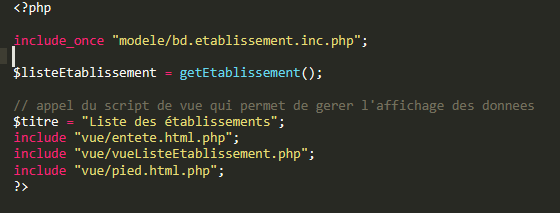 <?php
include_once "modele/bd.etablissement.inc.php";
$listeEtablissement = getEtablissement();
// appel du script de vue qui permet de gerer l'affichage des donnees
$titre = "Liste des établissements";
include "vue/entete.html.php";
include "vue/vueListeEtablissement.php";
include "vue/pied.html.php";
?>